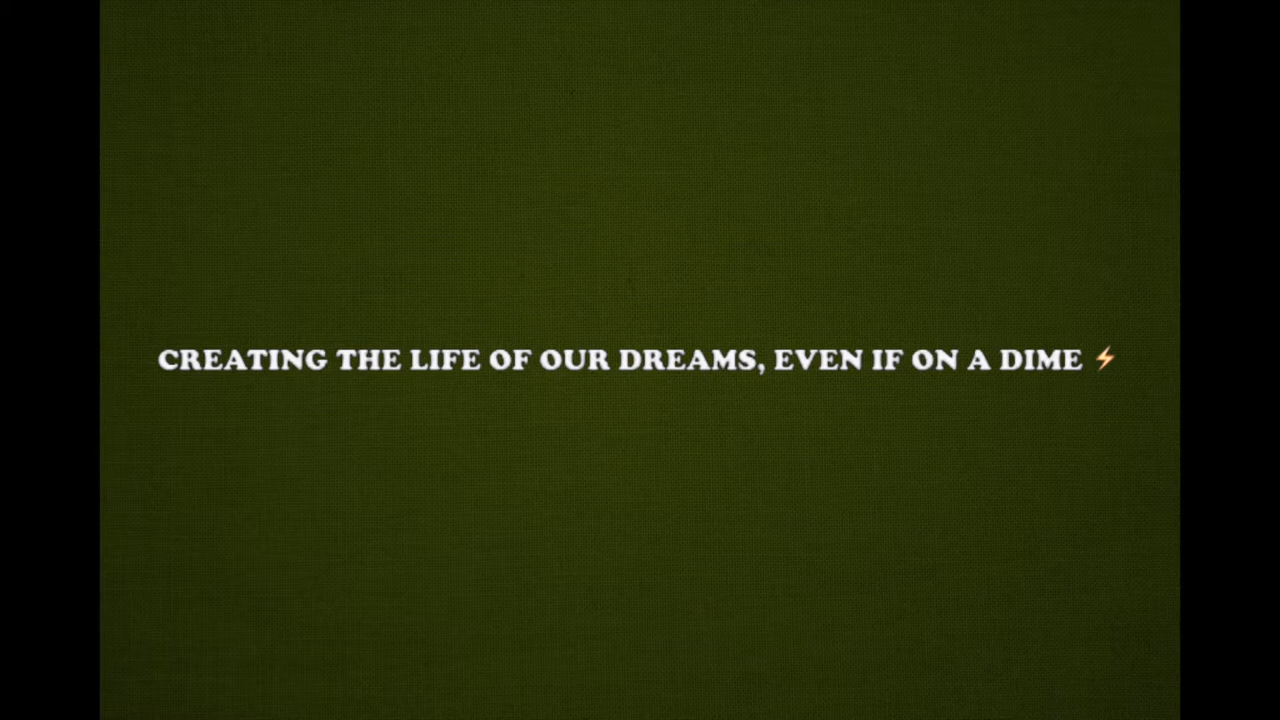 CREATING THE LIFE OF OUR DREAMS, EVEN IF ON A DIME ⚡